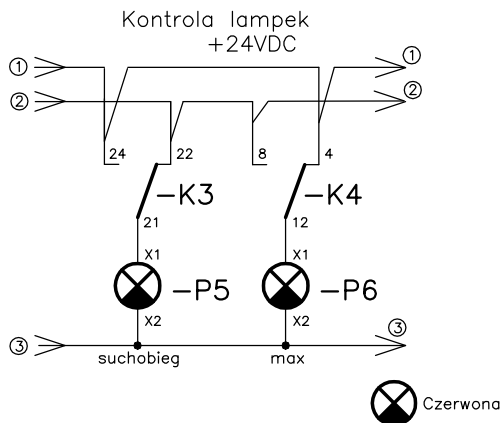 Kontrola lampek
+24VDC
① ①
② ②
24 22 8 4
-K3 -K4
21 12
X1 X1
-P5 -P6
X2 X2
③ ③
suchobieg max
Czerwona